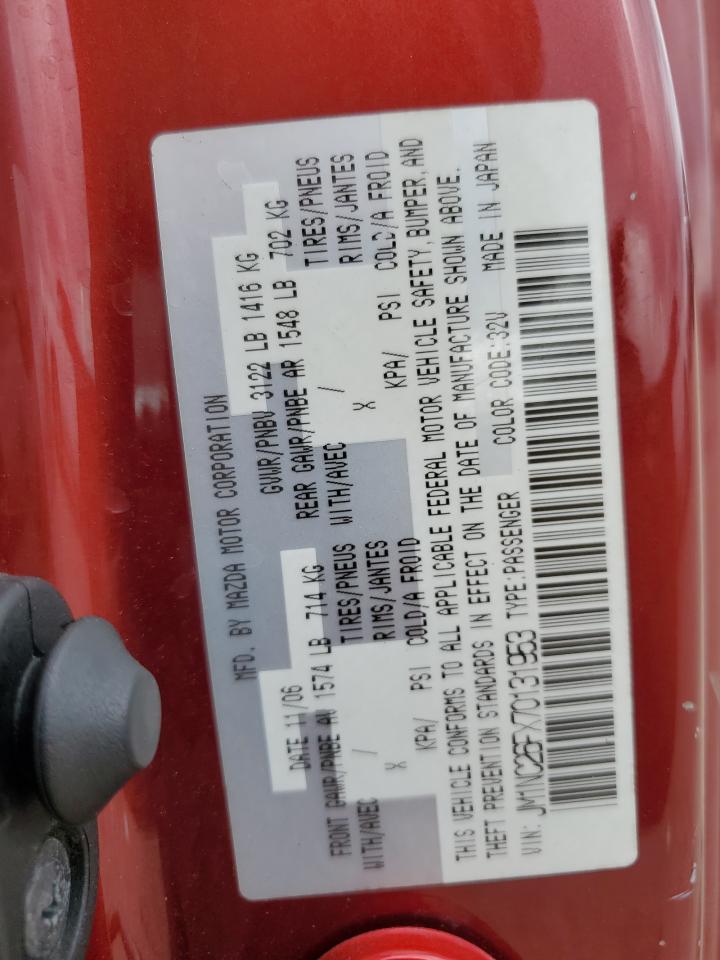 MFD. BY MAZDA MOTOR CORPORATION
DATE 11/06 GVWR/PNBV 3122 LB 1416 KG
FRONT GAWR/PNBE AV 1574 LB 714 KG REAR GAWR/PNBE AR 1548 LB 702 KG
WITH/AVEC / TIRES/PNEUS WITH/AVEC / TIRES/PNEUS
X RIMS/JANTES X RIMS/JANTES
KPA/ PSI COLD/A FROID KPA/ PSI COLD/A FROID
THIS VEHICLE CONFORMS TO ALL APPLICABLE FEDERAL MOTOR VEHICLE SAFETY, BUMPER, AND
THEFT PREVENTION STANDARDS IN EFFECT ON THE DATE OF MANUFACTURE SHOWN ABOVE.
VIN: JM1NC26FX70131953 TYPE:PASSENGER COLOR CODE:32V MADE IN JAPAN